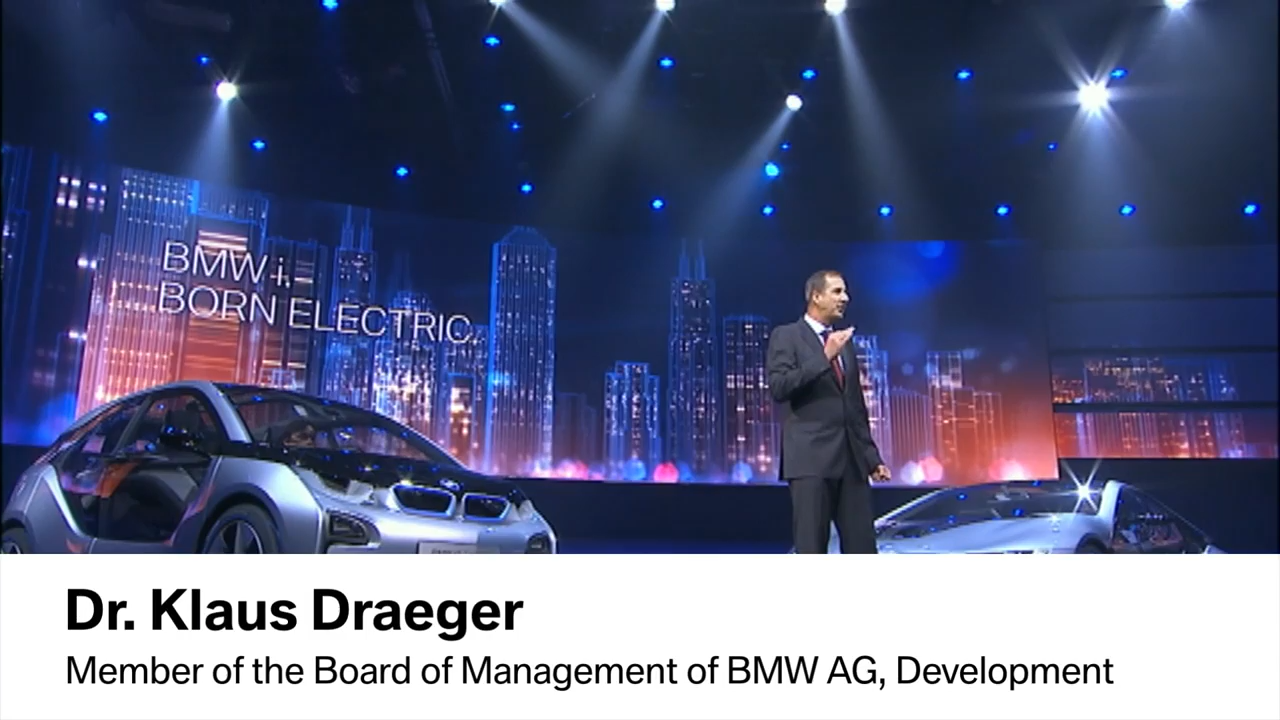 BMW i.
BORN ELECTRIC.
Dr. Klaus Draeger
Member of the Board of Management of BMW AG, Development